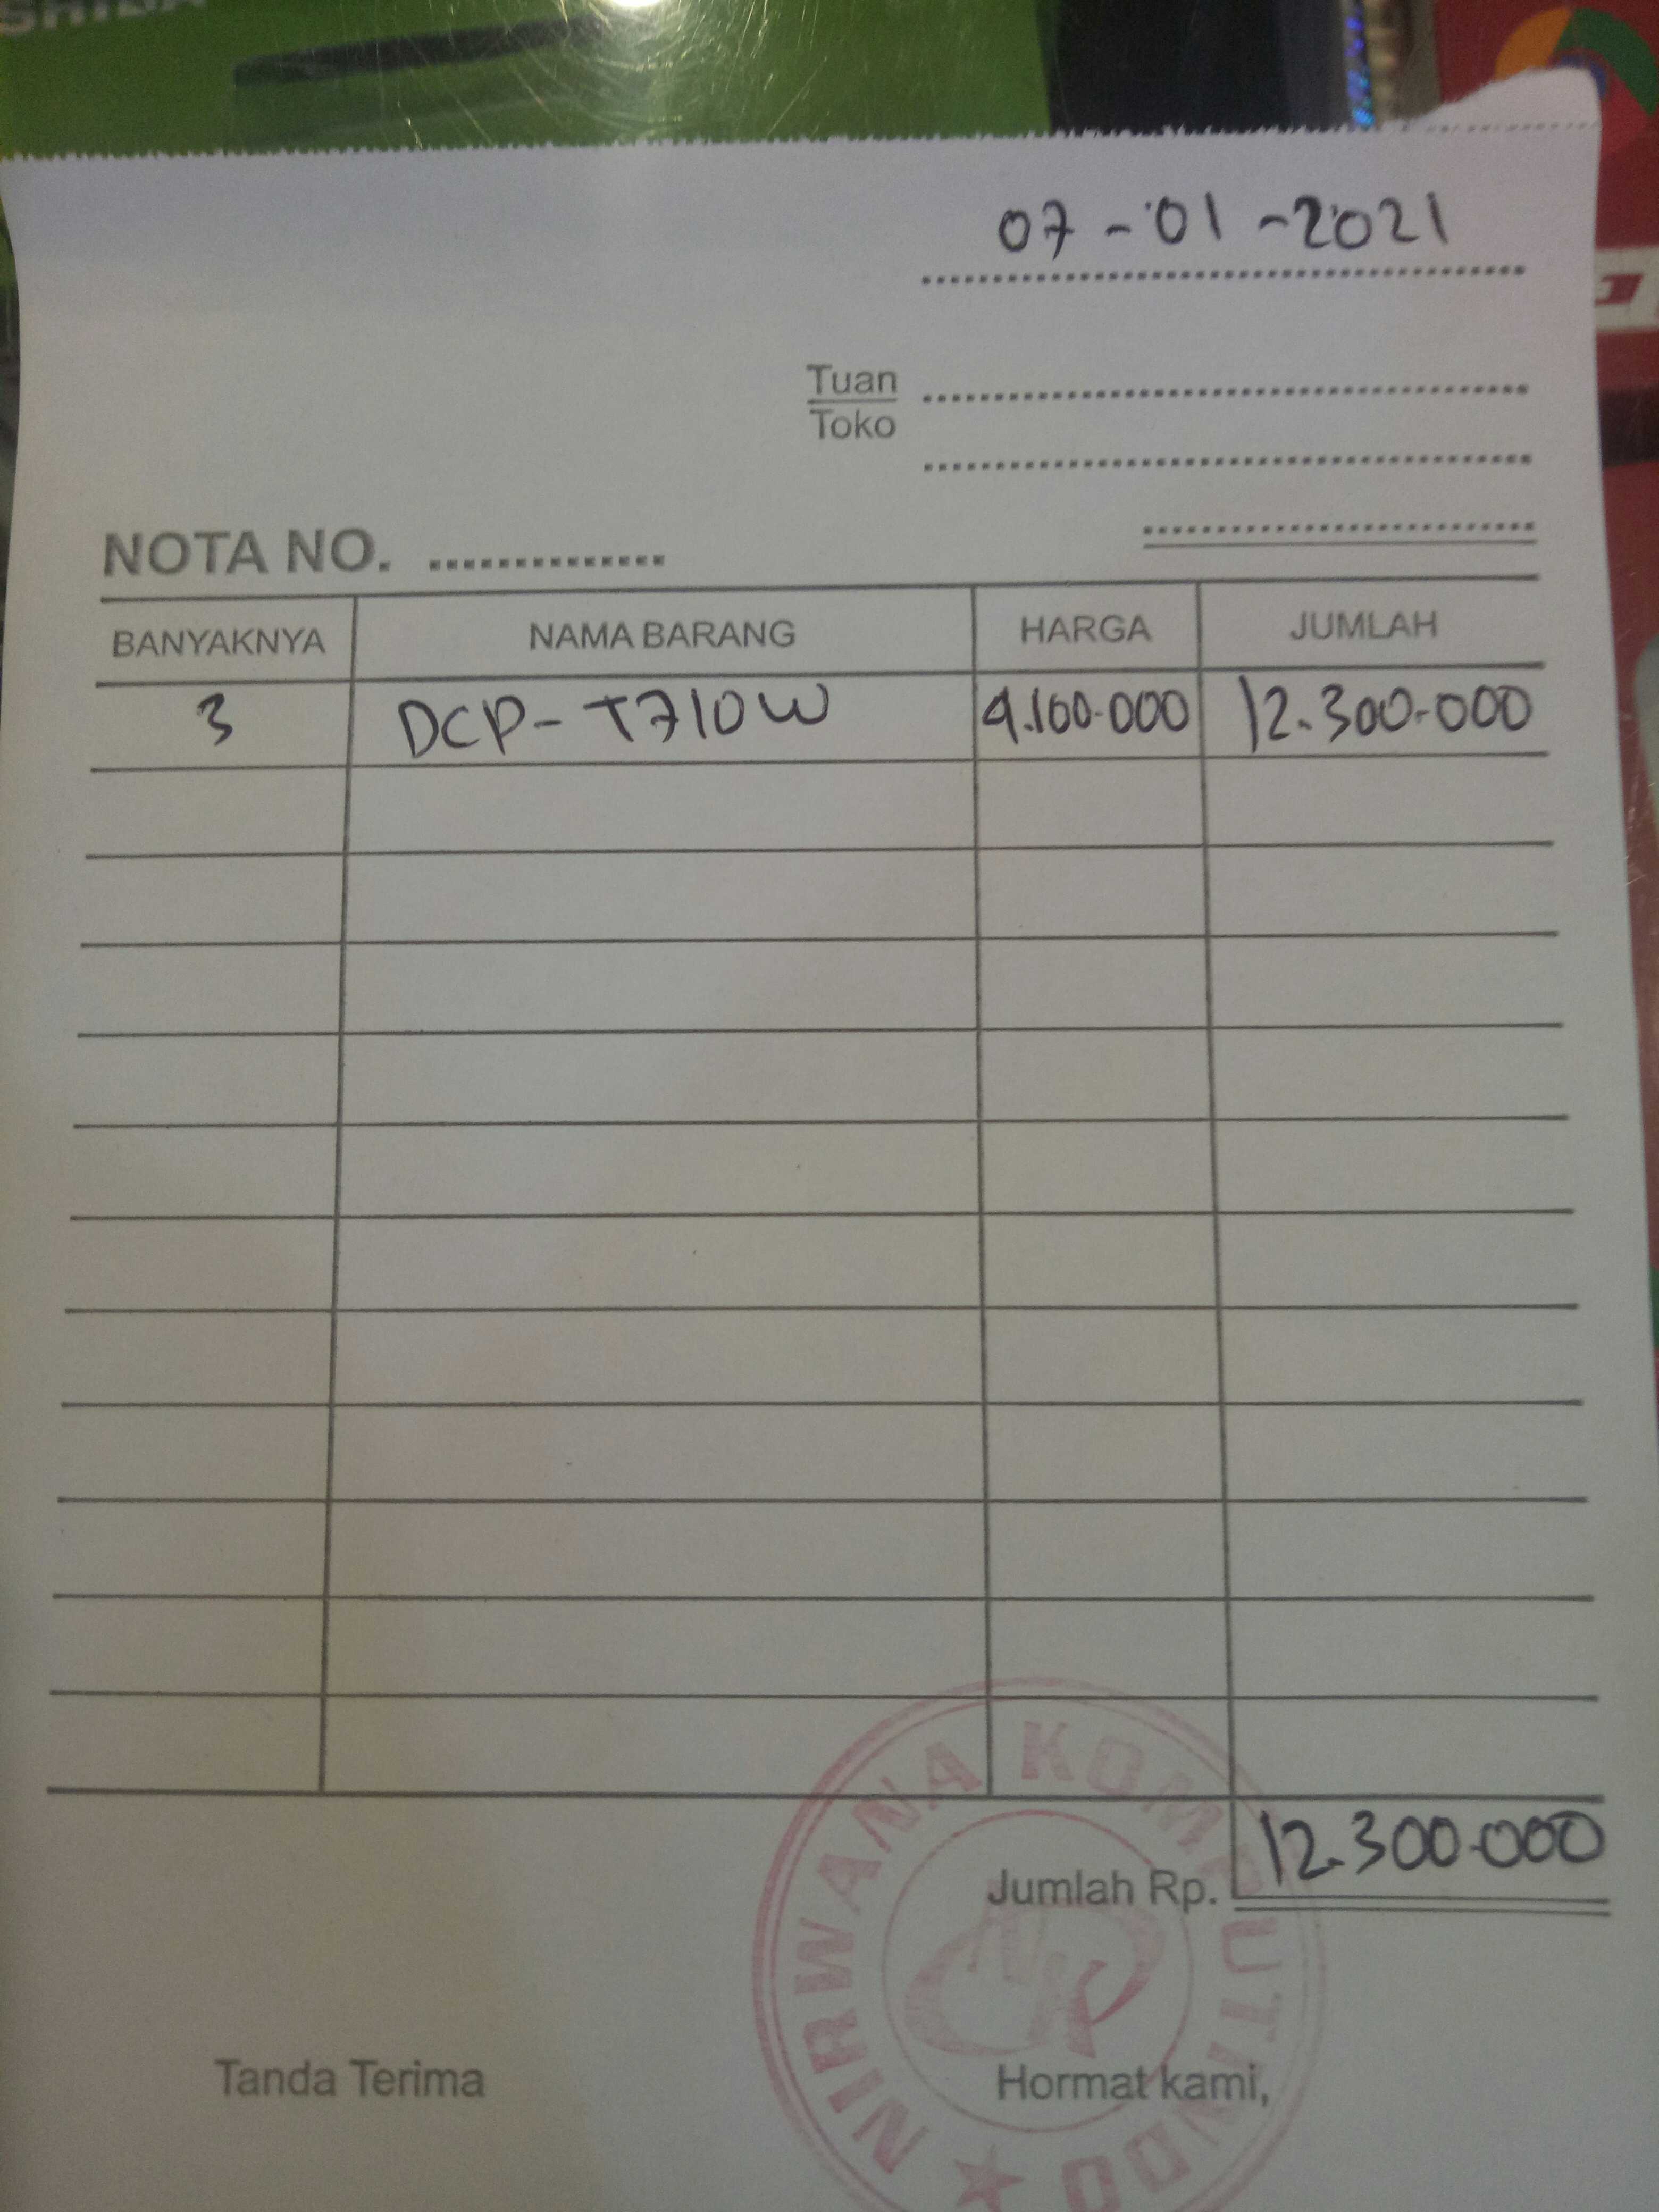 07-01-2021
Tuan
Toko
NOTA NO.
BANYAKNYA NAMA BARANG HARGA JUMLAH
3 DCP-T710W 4.100.000 12.300.000
Jumlah Rp. 12.300.000
Tanda Terima Hormat kami,
NIRWANA KOMPUTINDO